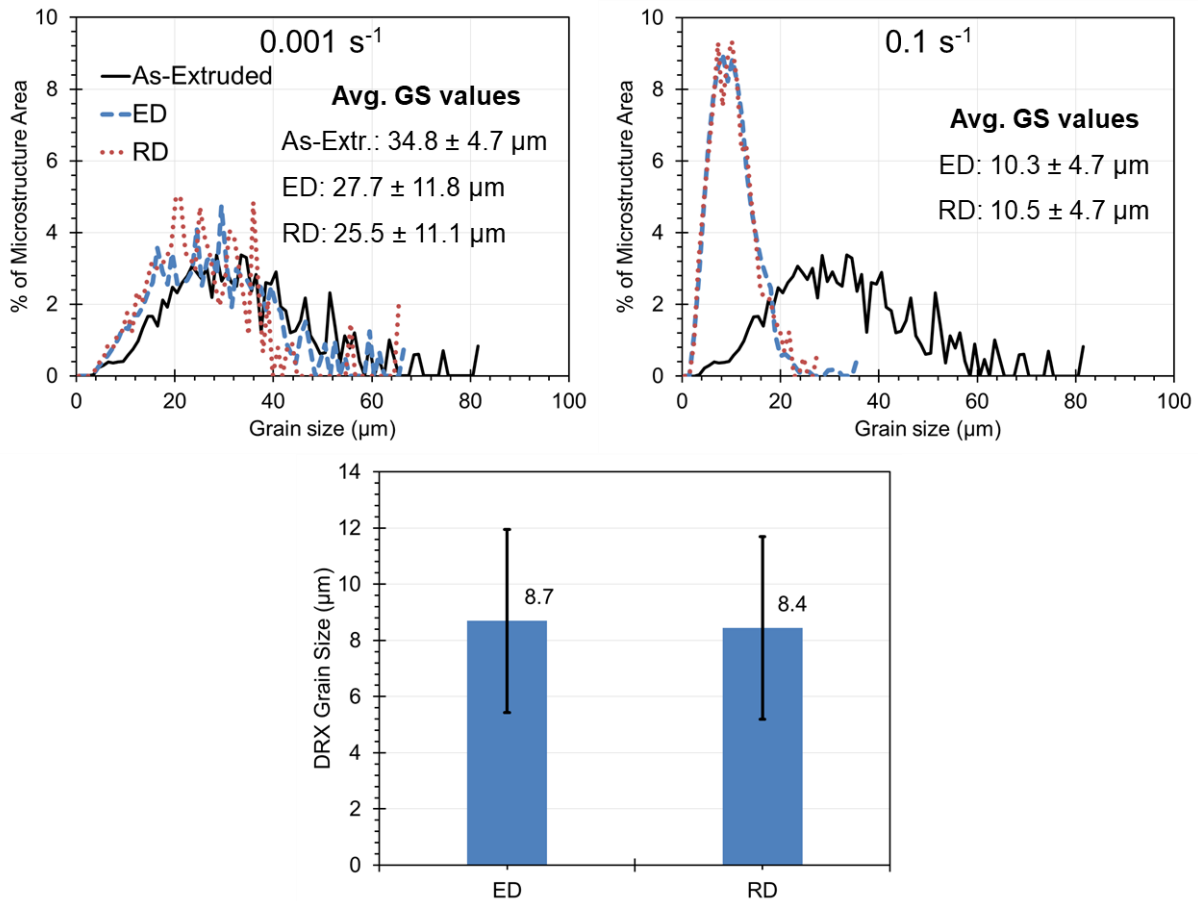 0.001 s⁻¹
As-Extruded
ED
RD
Avg. GS values
As-Extr.: 34.8 ± 4.7 µm
ED: 27.7 ± 11.8 µm
RD: 25.5 ± 11.1 µm
% of Microstructure Area
10
8
6
4
2
0
0 20 40 60 80 100
Grain size (µm)
0.1 s⁻¹
Avg. GS values
ED: 10.3 ± 4.7 µm
RD: 10.5 ± 4.7 µm
% of Microstructure Area
10
8
6
4
2
0
0 20 40 60 80 100
Grain size (µm)
DRX Grain Size (µm)
14
12
10
8
6
4
2
0
8.7
8.4
ED RD